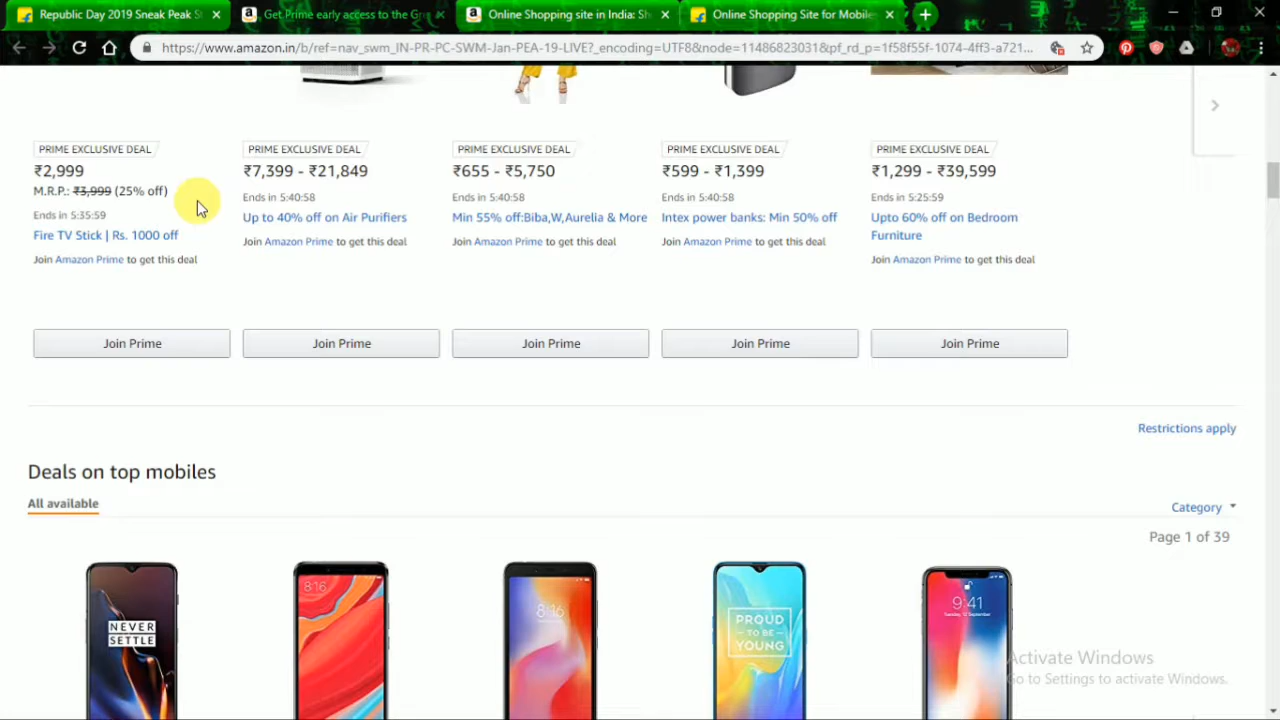 Republic Day 2019 Sneak Peak S
Get Prime early access to the Gre
Online Shopping site in India: Sh
Online Shopping Site for Mobile
https://www.amazon.in/b/ref=nav_swm_IN-PR-PC-SWM-Jan-PEA-19-LIVE?_encoding=UTF8&node=11486823031&pf_rd_p=1f58f55f-1074-4ff3-a721...
PRIME EXCLUSIVE DEAL
₹2,999
M.R.P.: ₹3,999 (25% off)
Ends in 5:35:59
Fire TV Stick | Rs. 1000 off
Join Amazon Prime to get this deal
Join Prime
PRIME EXCLUSIVE DEAL
₹7,399 - ₹21,849
Ends in 5:40:58
Up to 40% off on Air Purifiers
Join Amazon Prime to get this deal
Join Prime
PRIME EXCLUSIVE DEAL
₹655 - ₹5,750
Ends in 5:40:58
Min 55% off:Biba,W,Aurelia & More
Join Amazon Prime to get this deal
Join Prime
PRIME EXCLUSIVE DEAL
₹599 - ₹1,399
Ends in 5:40:58
Intex power banks: Min 50% off
Join Amazon Prime to get this deal
Join Prime
PRIME EXCLUSIVE DEAL
₹1,299 - ₹39,599
Ends in 5:25:59
Upto 60% off on Bedroom
Furniture
Join Amazon Prime to get this deal
Join Prime
Restrictions apply
Deals on top mobiles
All available
Category
Page 1 of 39
NEVER
SETTLE
8:16
8:16
PROUD
TO BE
YOUNG
9:41
Activate Windows
Go to Settings to activate Windows.